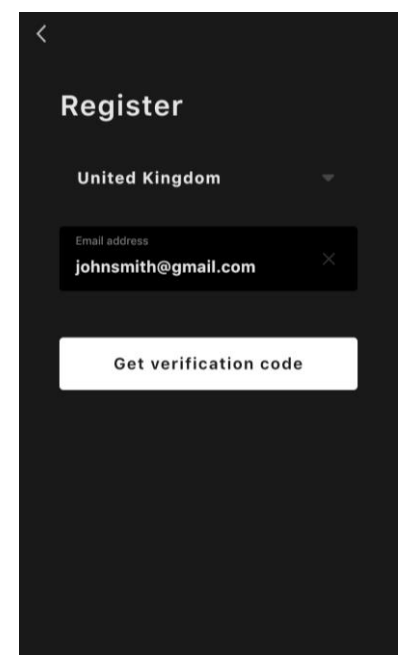 Register
United Kingdom
Email address
johnsmith@gmail.com
Get verification code